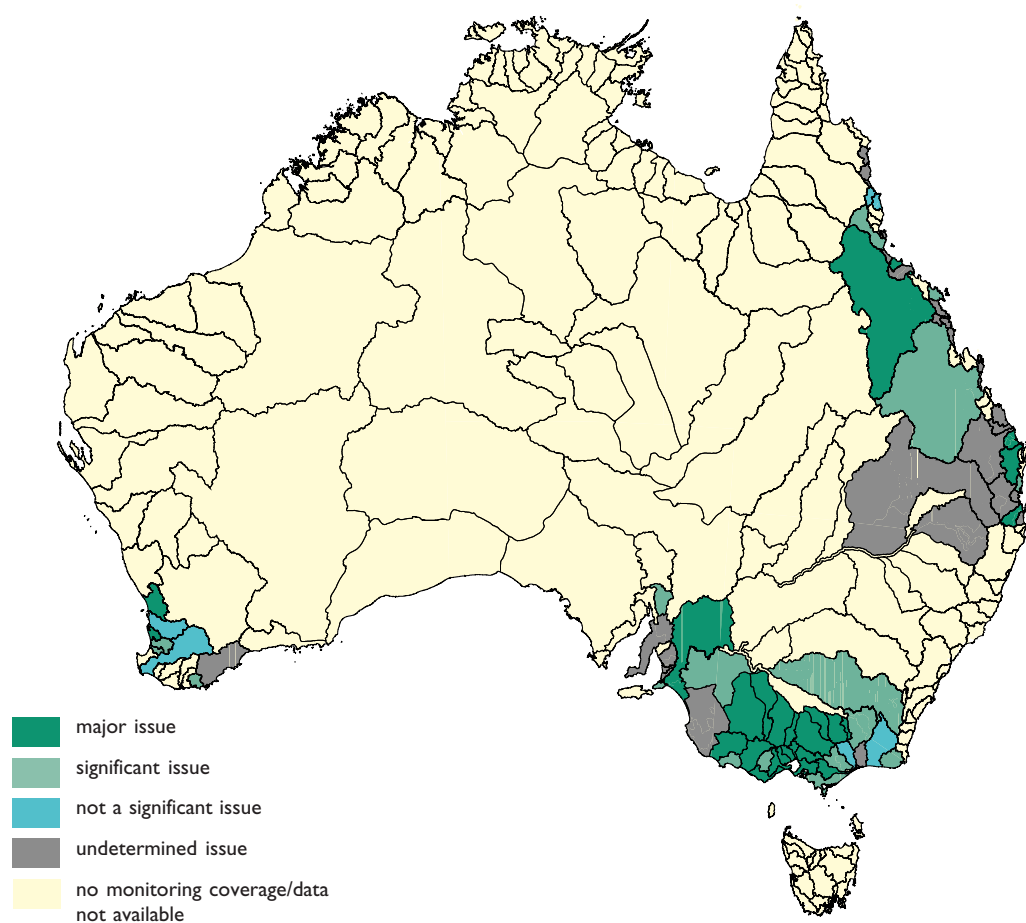 major issue
significant issue
not a significant issue
undetermined issue
no monitoring coverage/data
not available